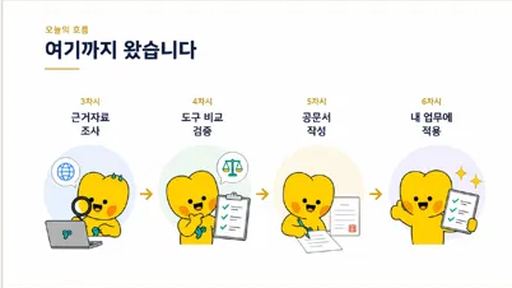 오늘의 흐름
여기까지 왔습니다
3차시
근거자료
조사
4차시
도구 비교
검증
5차시
공문서
작성
6차시
내 업무에
적용